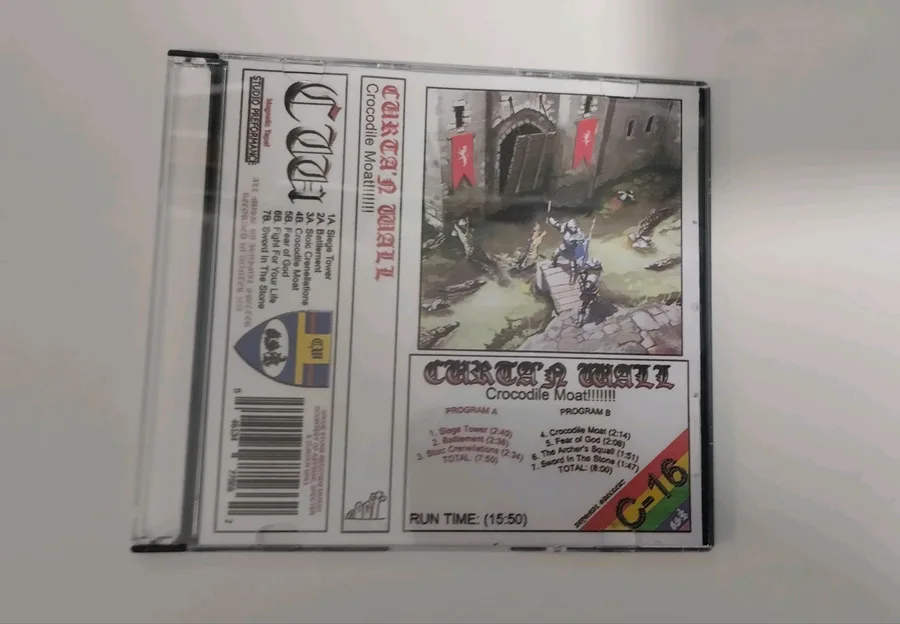 CURTA'N WALL
Crocodile Moat!!!!!!!
PROGRAM A
1. Siege Tower (2:40)
2. Battlement (2:36)
3. Stoic Crenellations (2:34)
TOTAL: (7:50)
PROGRAM B
4. Crocodile Moat (2:14)
5. Fear of God (2:08)
6. The Archer's Squall (1:51)
7. Sword In The Stone (1:47)
TOTAL: (8:00)
RUN TIME: (15:50)
C-16
CURTA'N WALL
Crocodile Moat!!!!!!!
CW
1A Siege Tower
2A. Battlement
3A Stoic Crenellations
4B. Crocodile Moat
5B. Fear of God
6B. Fight For Your Life
7B. Sword In The Stone
Magnetic Tape!
STUDIO PREFORMANCE
CW